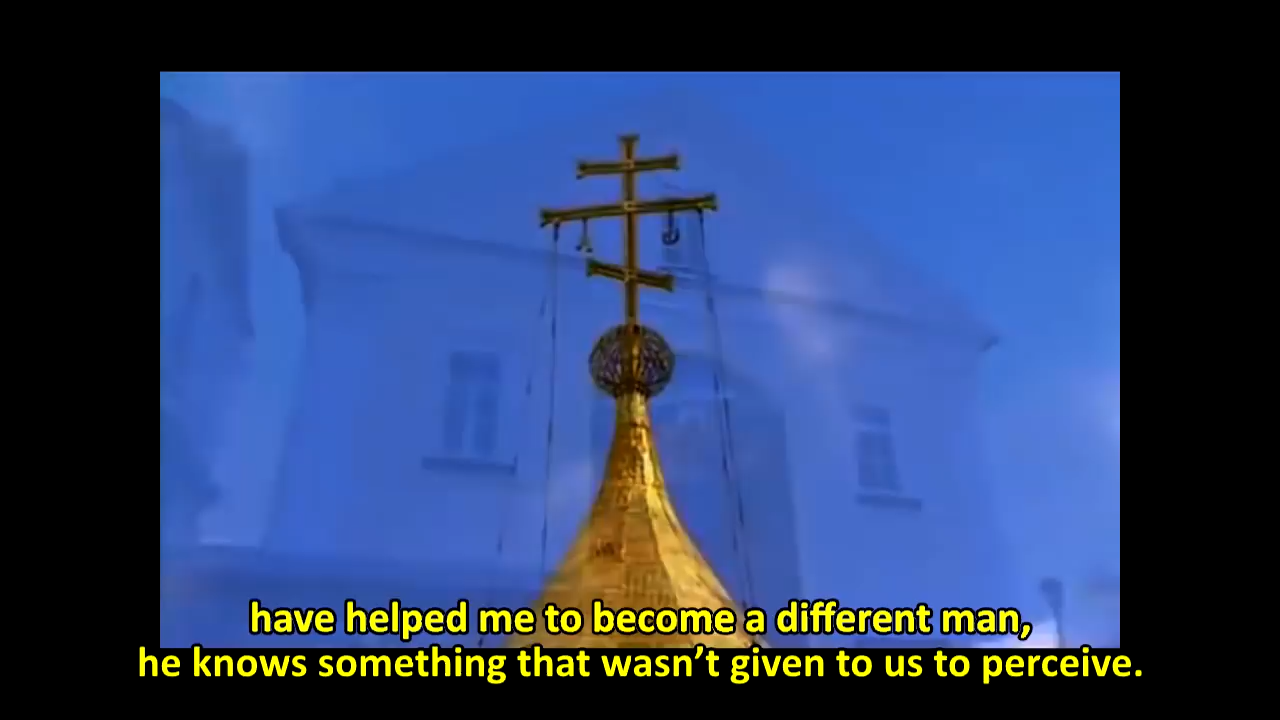 have helped me to become a different man,
he knows something that wasn’t given to us to perceive.